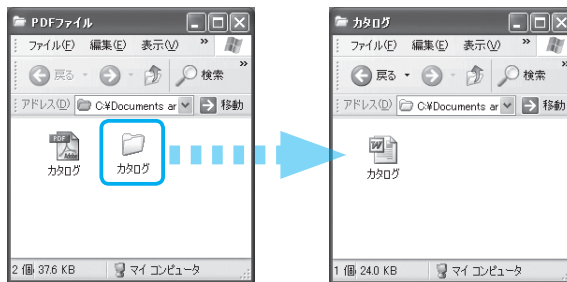 PDFファイル
ファイル(F) 編集(E) 表示(V) »
戻る 検索 »
アドレス(D) C:¥Documents ar 移動
PDF
Adobe
カタログ
カタログ
2 個 37.6 KB マイ コンピュータ
カタログ
ファイル(F) 編集(E) 表示(V) »
戻る 検索 »
アドレス(D) C:¥Documents ar 移動
W
カタログ
1 個 24.0 KB マイ コンピュータ